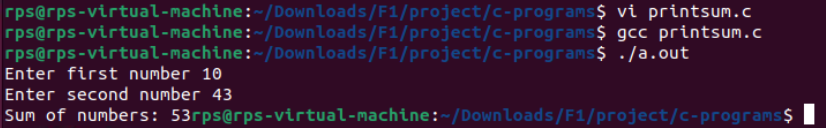 rps@rps-virtual-machine:~/Downloads/F1/project/c-programs$ vi printsum.c
rps@rps-virtual-machine:~/Downloads/F1/project/c-programs$ gcc printsum.c
rps@rps-virtual-machine:~/Downloads/F1/project/c-programs$ ./a.out
Enter first number 10
Enter second number 43
Sum of numbers: 53rps@rps-virtual-machine:~/Downloads/F1/project/c-programs$